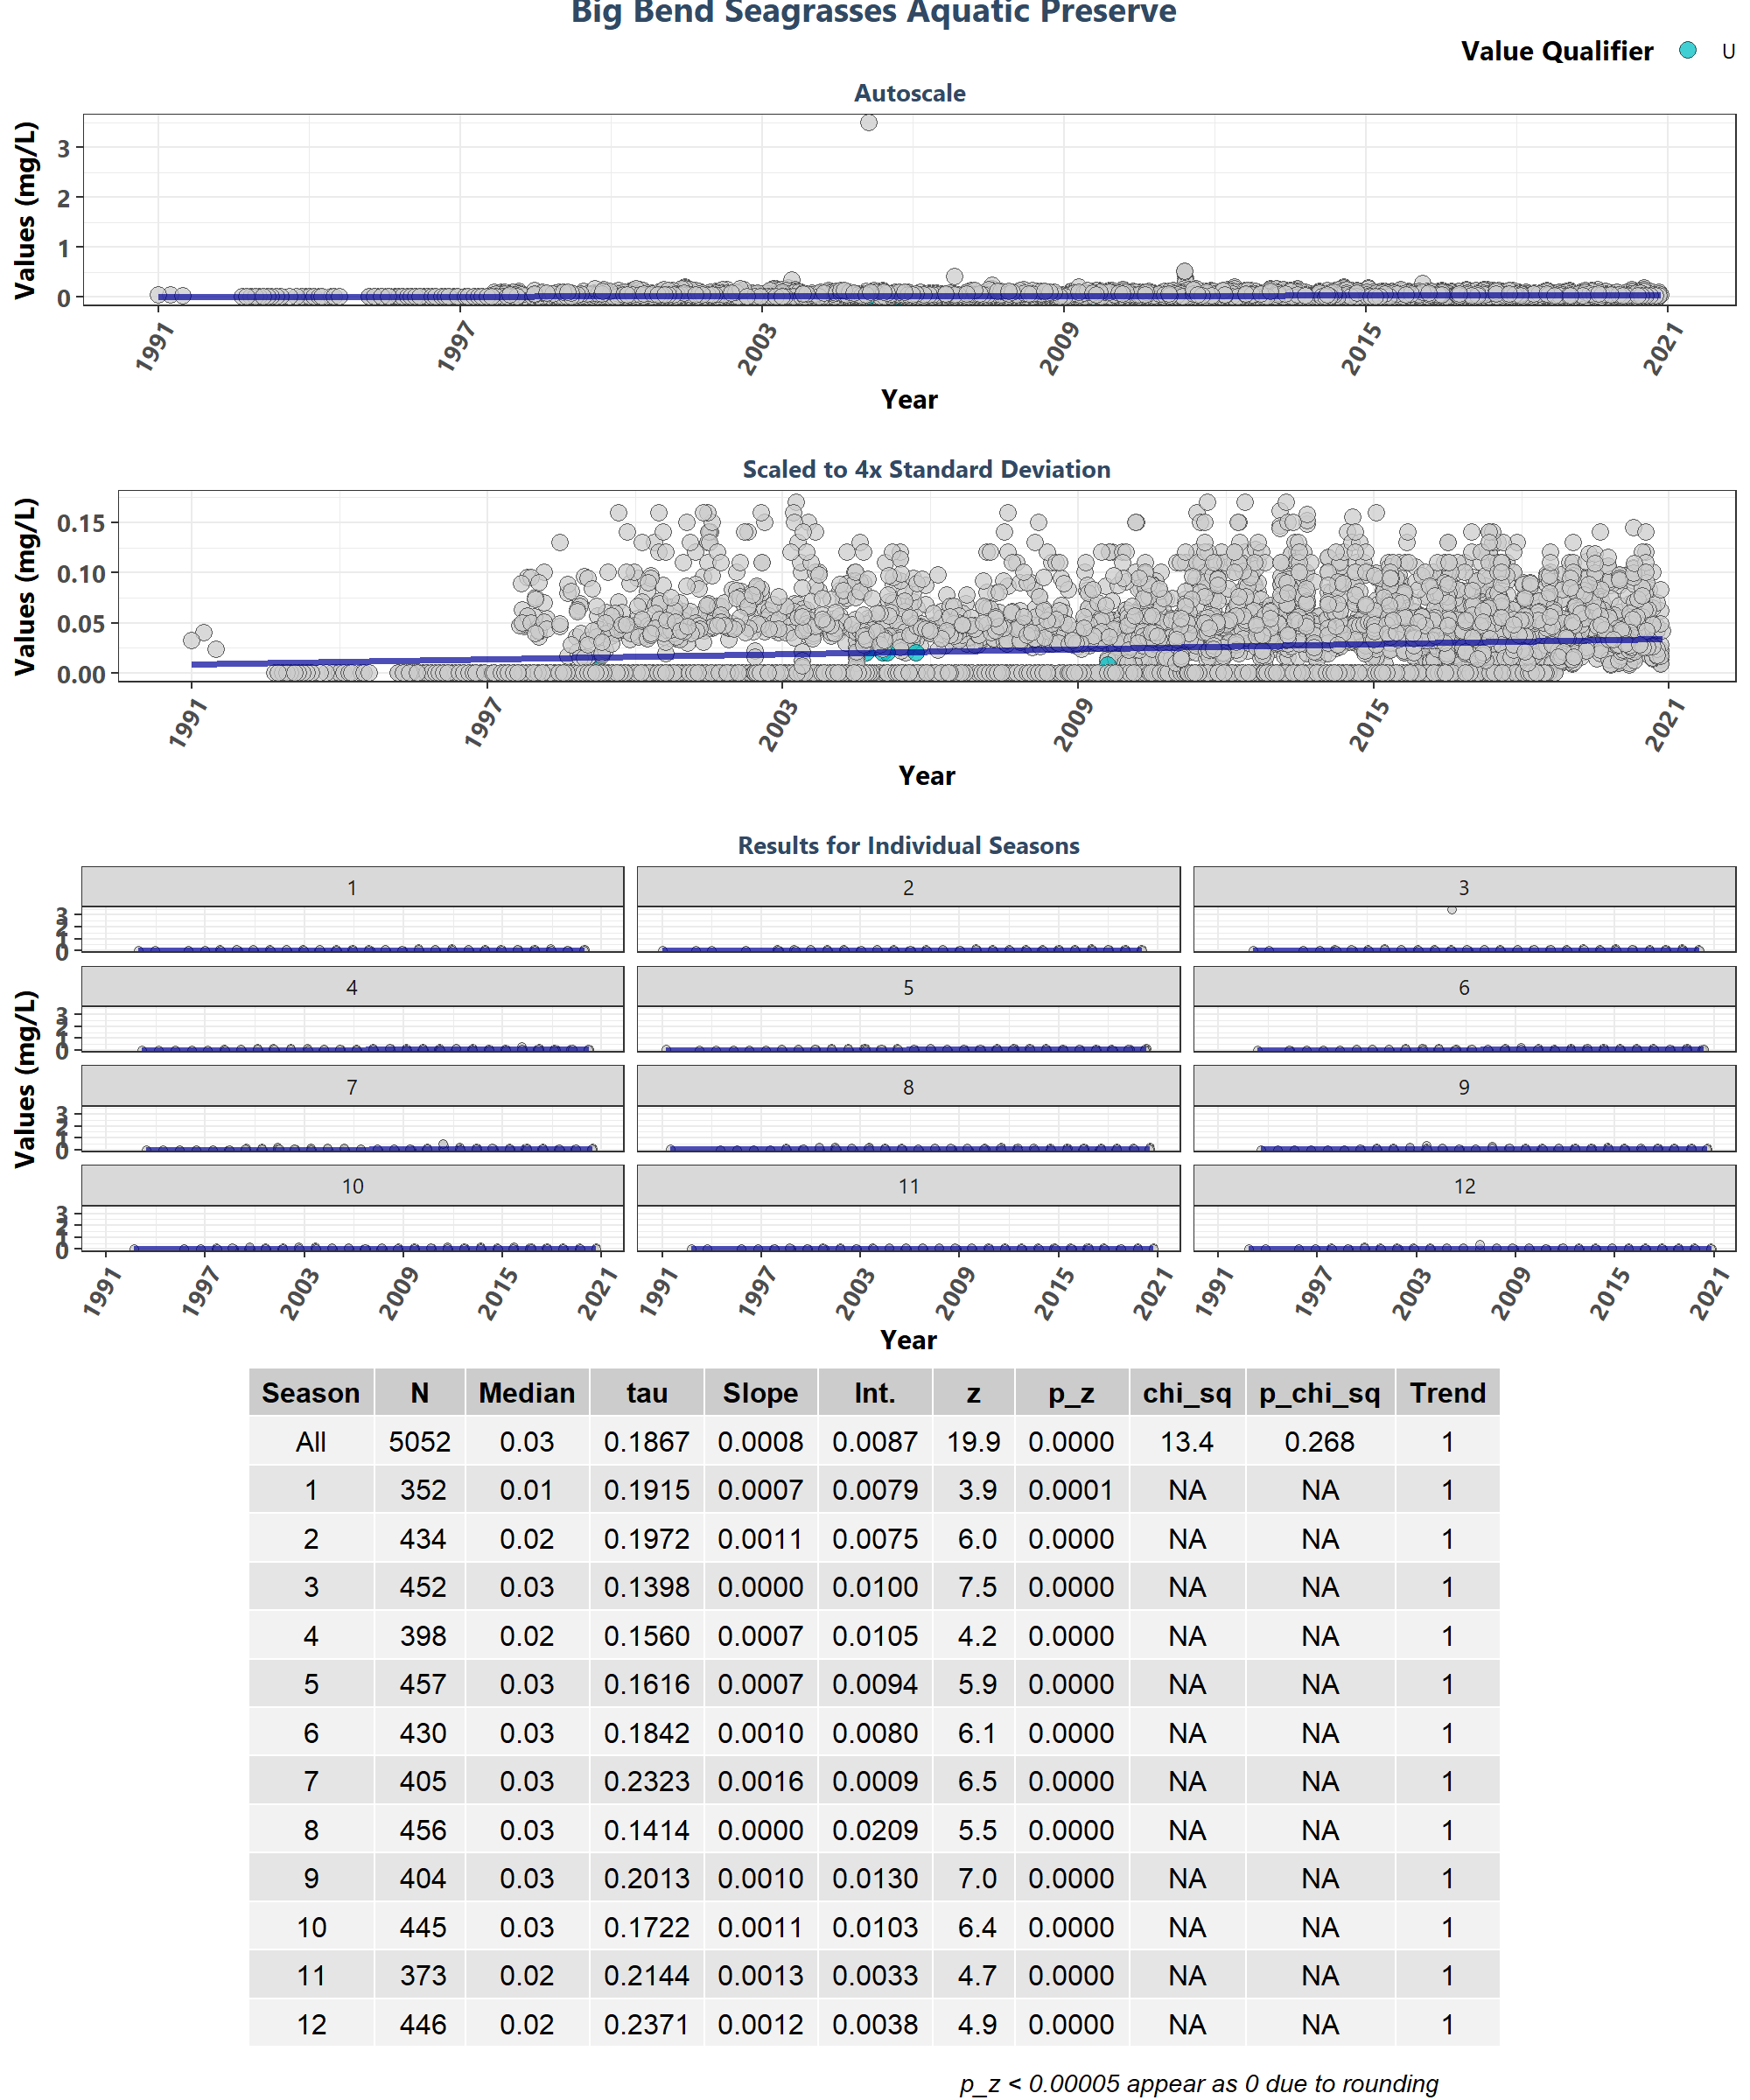 Big Bend Seagrasses Aquatic Preserve
Value Qualifier U
Autoscale
Values (mg/L)
3
2
1
0
1991 1997 2003 2009 2015 2021
Year
Scaled to 4x Standard Deviation
Values (mg/L)
0.15
0.10
0.05
0.00
1991 1997 2003 2009 2015 2021
Year
Results for Individual Seasons
Values (mg/L)
1 2 3
3
2
1
0
4 5 6
3
2
1
0
7 8 9
3
2
1
0
10 11 12
3
2
1
0
1991 1997 2003 2009 2015 2021 1991 1997 2003 2009 2015 2021 1991 1997 2003 2009 2015 2021
Year
Season N Median tau Slope Int. z p_z chi_sq p_chi_sq Trend
All 5052 0.03 0.1867 0.0008 0.0087 19.9 0.0000 13.4 0.268 1
1 352 0.01 0.1915 0.0007 0.0079 3.9 0.0001 NA NA 1
2 434 0.02 0.1972 0.0011 0.0075 6.0 0.0000 NA NA 1
3 452 0.03 0.1398 0.0000 0.0100 7.5 0.0000 NA NA 1
4 398 0.02 0.1560 0.0007 0.0105 4.2 0.0000 NA NA 1
5 457 0.03 0.1616 0.0007 0.0094 5.9 0.0000 NA NA 1
6 430 0.03 0.1842 0.0010 0.0080 6.1 0.0000 NA NA 1
7 405 0.03 0.2323 0.0016 0.0009 6.5 0.0000 NA NA 1
8 456 0.03 0.1414 0.0000 0.0209 5.5 0.0000 NA NA 1
9 404 0.03 0.2013 0.0010 0.0130 7.0 0.0000 NA NA 1
10 445 0.03 0.1722 0.0011 0.0103 6.4 0.0000 NA NA 1
11 373 0.02 0.2144 0.0013 0.0033 4.7 0.0000 NA NA 1
12 446 0.02 0.2371 0.0012 0.0038 4.9 0.0000 NA NA 1
p_z < 0.00005 appear as 0 due to rounding